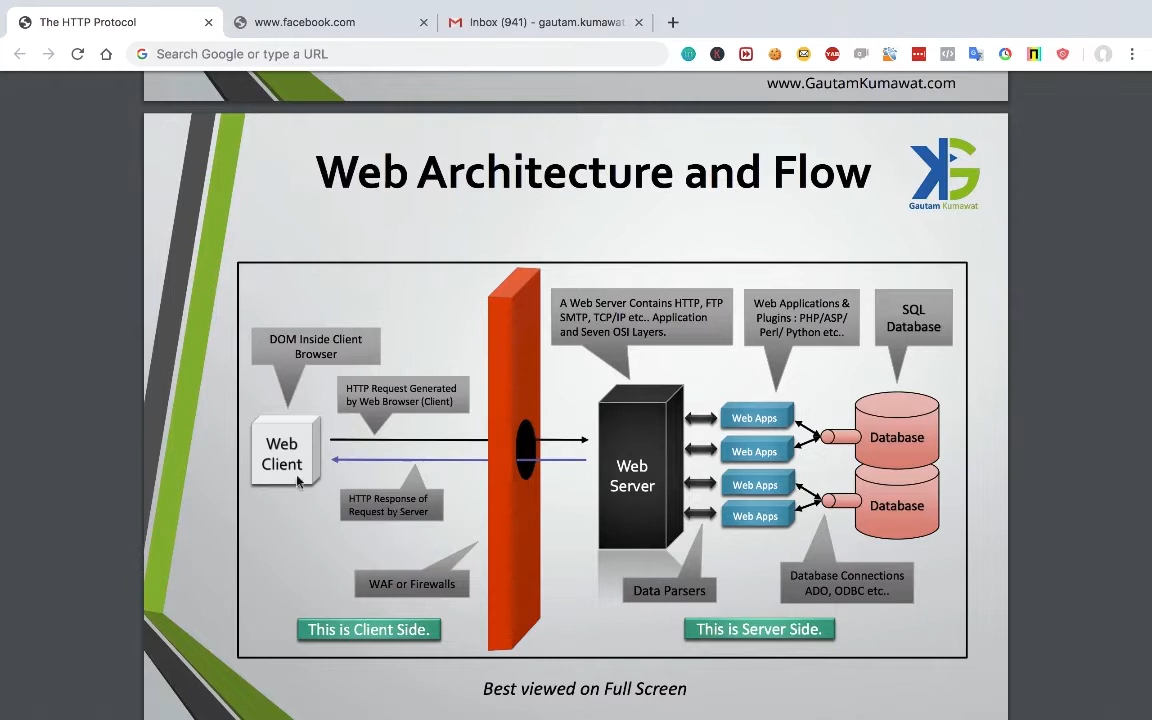 The HTTP Protocol
www.facebook.com
Inbox (941) - gautam.kumawat
Search Google or type a URL
www.GautamKumawat.com
Web Architecture and Flow
Gautam Kumawat
A Web Server Contains HTTP, FTP
SMTP, TCP/IP etc.. Application
and Seven OSI Layers.
Web Applications &
Plugins : PHP/ASP/
Perl/ Python etc..
SQL
Database
DOM Inside Client
Browser
HTTP Request Generated
by Web Browser (Client)
Web
Client
HTTP Response of
Request by Server
WAF or Firewalls
Web
Server
Web Apps
Web Apps
Web Apps
Web Apps
Database
Database
Data Parsers
Database Connections
ADO, ODBC etc..
This is Client Side.
This is Server Side.
Best viewed on Full Screen